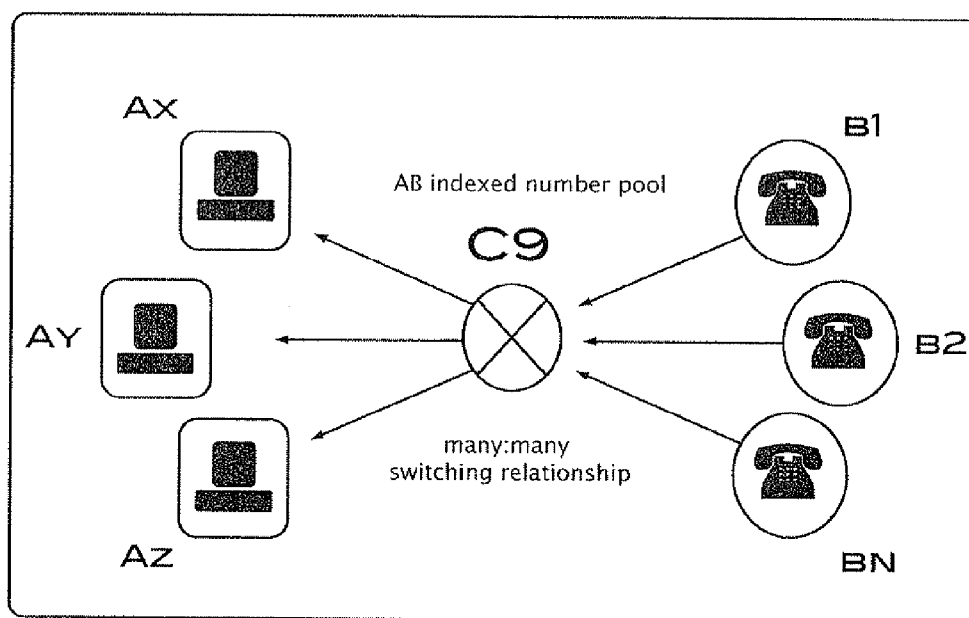 AX
B1
AB indexed number pool
C9
AY
B2
many:many
switching relationship
AZ
BN